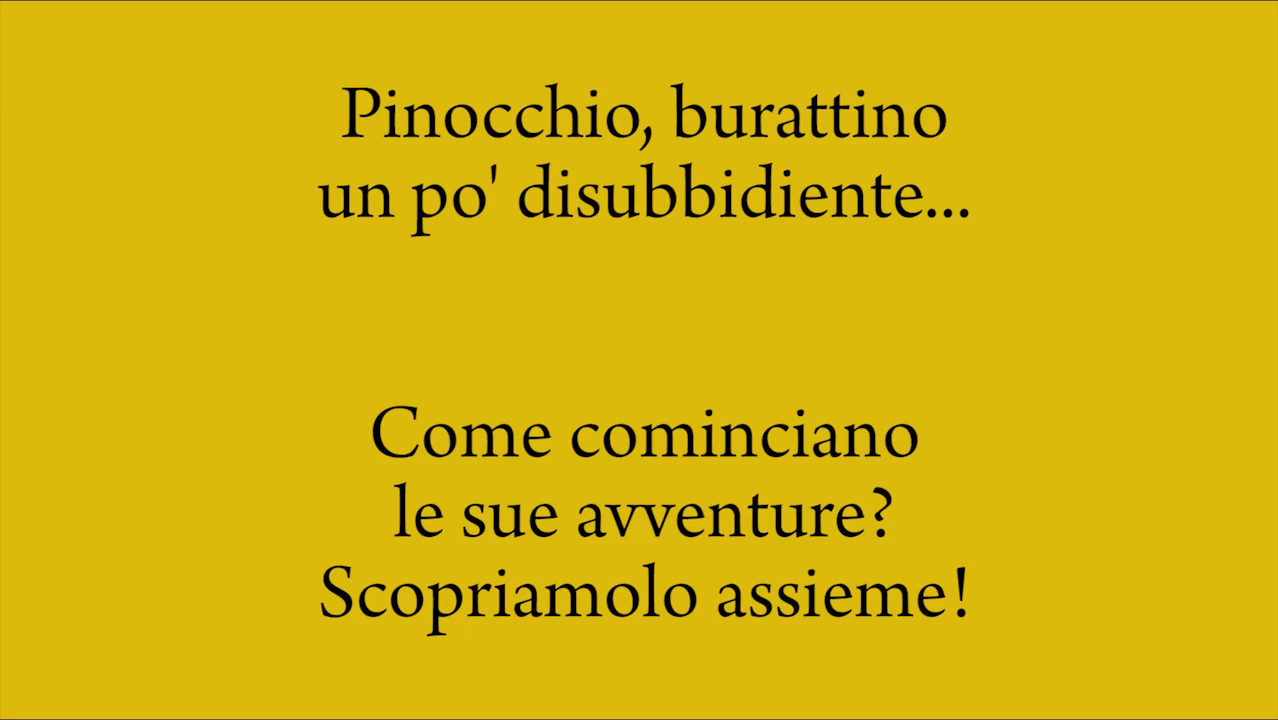 Pinocchio, burattino
un po' disubbidiente...
Come cominciano
le sue avventure?
Scopriamolo assieme!